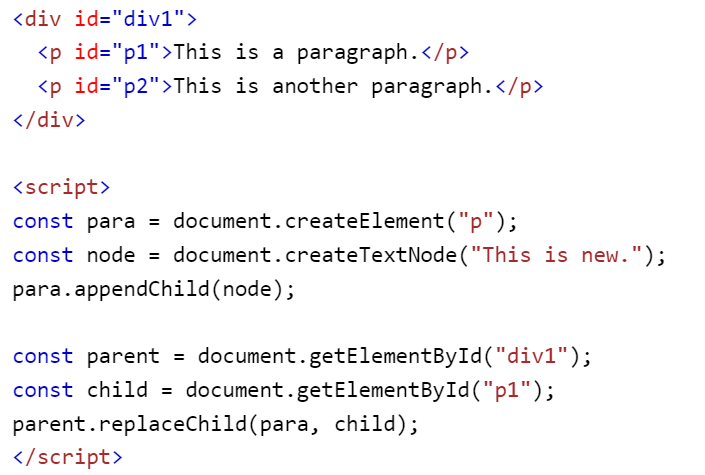 <div id="div1">
  <p id="p1">This is a paragraph.</p>
  <p id="p2">This is another paragraph.</p>
</div>

<script>
const para = document.createElement("p");
const node = document.createTextNode("This is new.");
para.appendChild(node);

const parent = document.getElementById("div1");
const child = document.getElementById("p1");
parent.replaceChild(para, child);
</script>